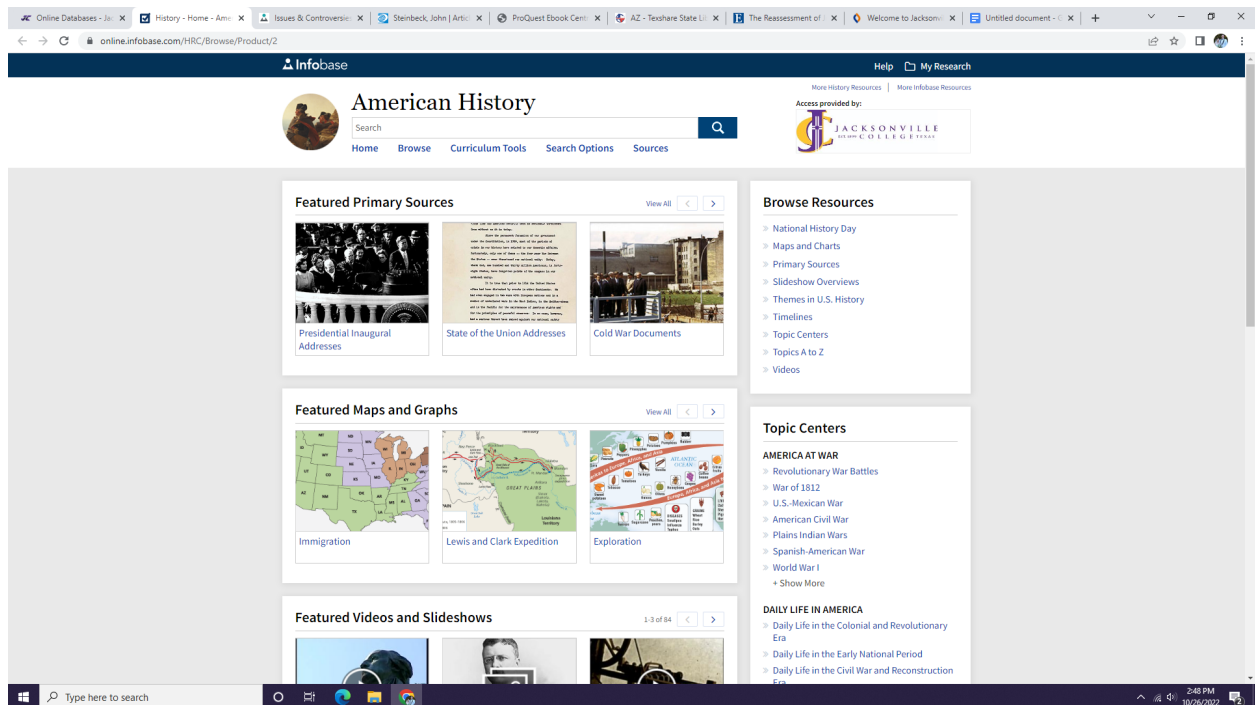 Online Databases - Jac
History - Home - Amer
Issues & Controversies
Steinbeck, John | Articl
ProQuest Ebook Centr
AZ - Texshare State Li
The Reassessment of J
Welcome to Jacksonvi
Untitled document - G
online.infobase.com/HRC/Browse/Product/2
Infobase
Help My Research
More History Resources | More Infobase Resources
American History
Access provided by:
Search
JACKSONVILLE
COLLEGE TEXAS
Home Browse Curriculum Tools Search Options Sources
Featured Primary Sources
View All
Presidential Inaugural
Addresses
State of the Union Addresses
Cold War Documents
Featured Maps and Graphs
View All
GREAT PLAINS
ATLANTIC
OCEAN
Immigration
Lewis and Clark Expedition
Exploration
Featured Videos and Slideshows
1-3 of 84
Browse Resources
» National History Day
» Maps and Charts
» Primary Sources
» Slideshow Overviews
» Themes in U.S. History
» Timelines
» Topic Centers
» Topics A to Z
» Videos
Topic Centers
AMERICA AT WAR
» Revolutionary War Battles
» War of 1812
» U.S.-Mexican War
» American Civil War
» Plains Indian Wars
» Spanish-American War
» World War I
+ Show More
DAILY LIFE IN AMERICA
» Daily Life in the Colonial and Revolutionary
Era
» Daily Life in the Early National Period
» Daily Life in the Civil War and Reconstruction
Era
Type here to search
2:48 PM
10/26/2022